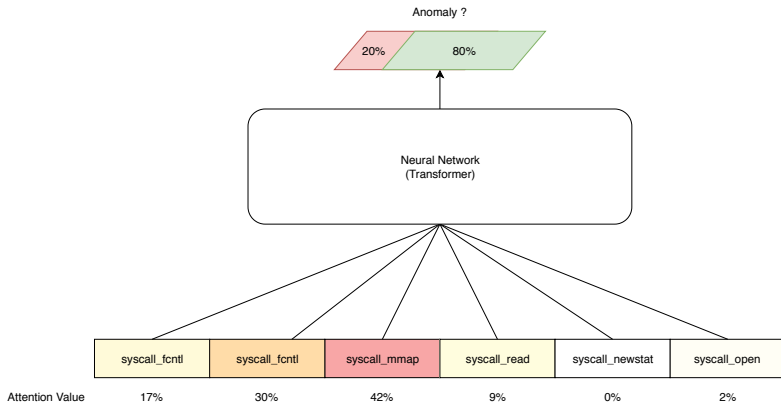 Anomaly ?
20% 80%
Neural Network
(Transformer)
syscall_fcntl syscall_fcntl syscall_mmap syscall_read syscall_newstat syscall_open
Attention Value 17% 30% 42% 9% 0% 2%